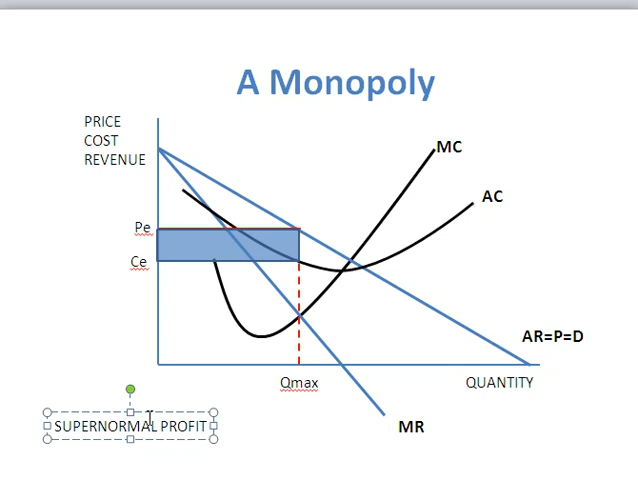 A Monopoly
PRICE
COST
REVENUE
MC
AC
Pe
Ce
AR=P=D
Qmax
QUANTITY
SUPERNORMAL PROFIT
MR